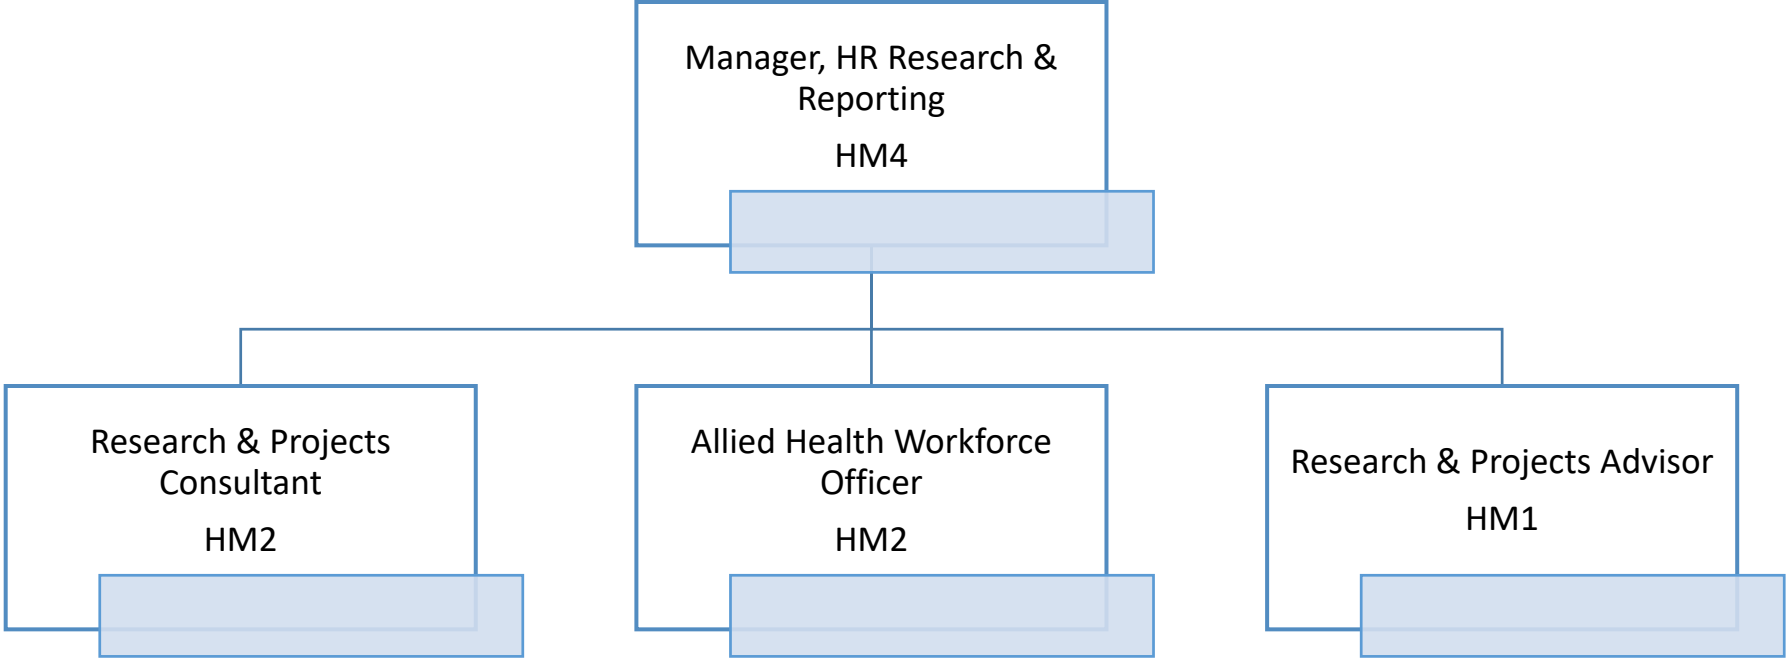 Manager, HR Research &
Reporting
HM4
Research & Projects
Consultant
HM2
Allied Health Workforce
Officer
HM2
Research & Projects Advisor
HM1